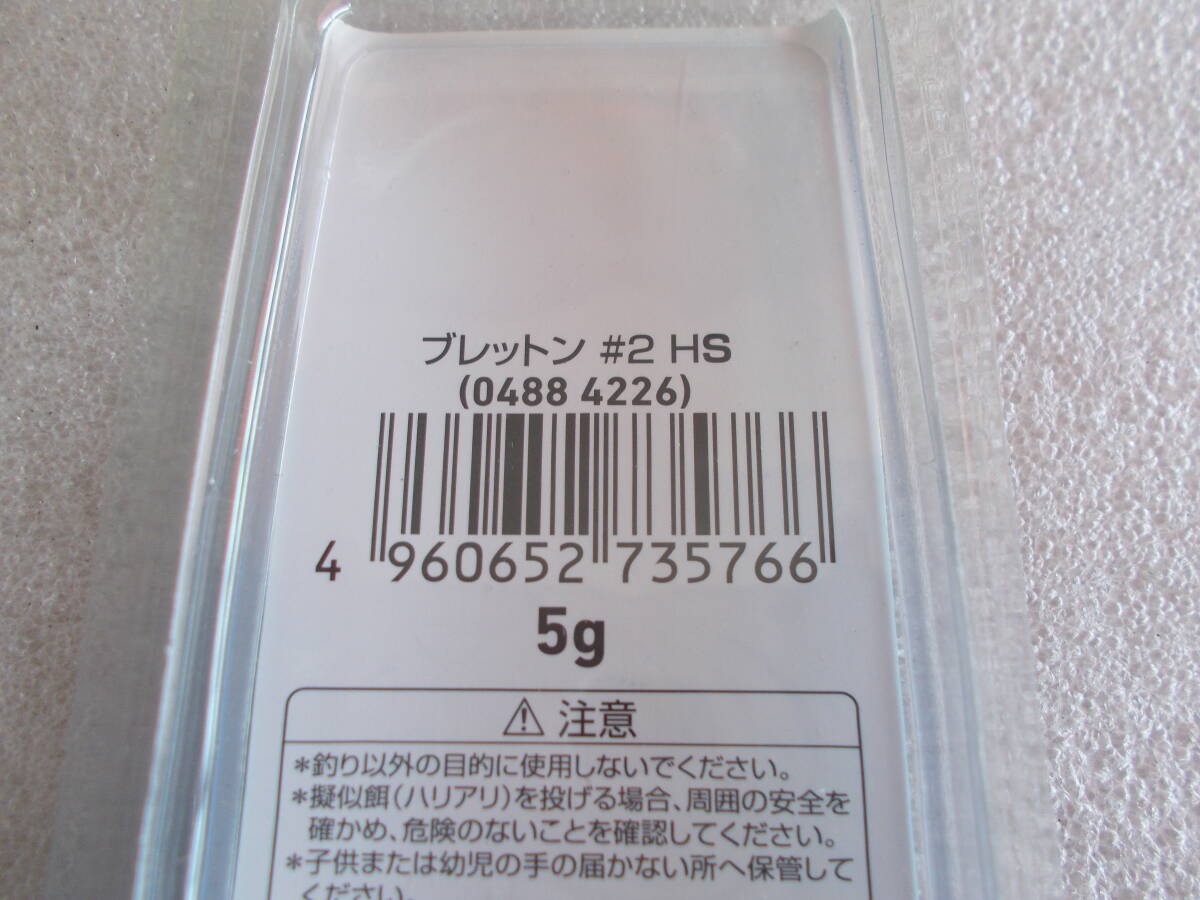 ブレットン #2 HS
(0488 4226)
4 960652 735766
5g
⚠ 注意
*釣り以外の目的に使用しないでください。
*擬似餌(ハリアリ)を投げる場合、周囲の安全を
確かめ、危険のないことを確認してください。
*子供または幼児の手の届かない所へ保管して
ください。